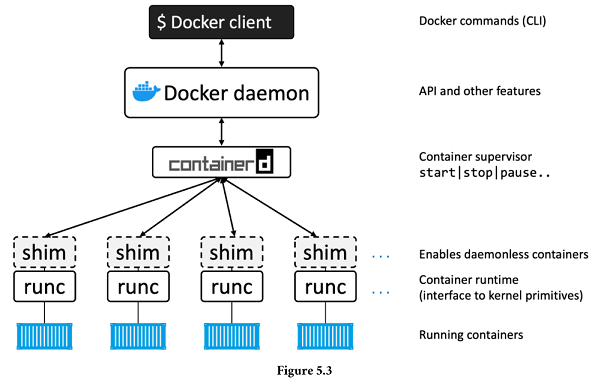 $ Docker client
Docker commands (CLI)
Docker daemon
API and other features
containerd
Container supervisor
start|stop|pause..
shim shim shim shim ...
Enables daemonless containers
runc runc runc runc ...
Container runtime
(interface to kernel primitives)
Running containers
Figure 5.3